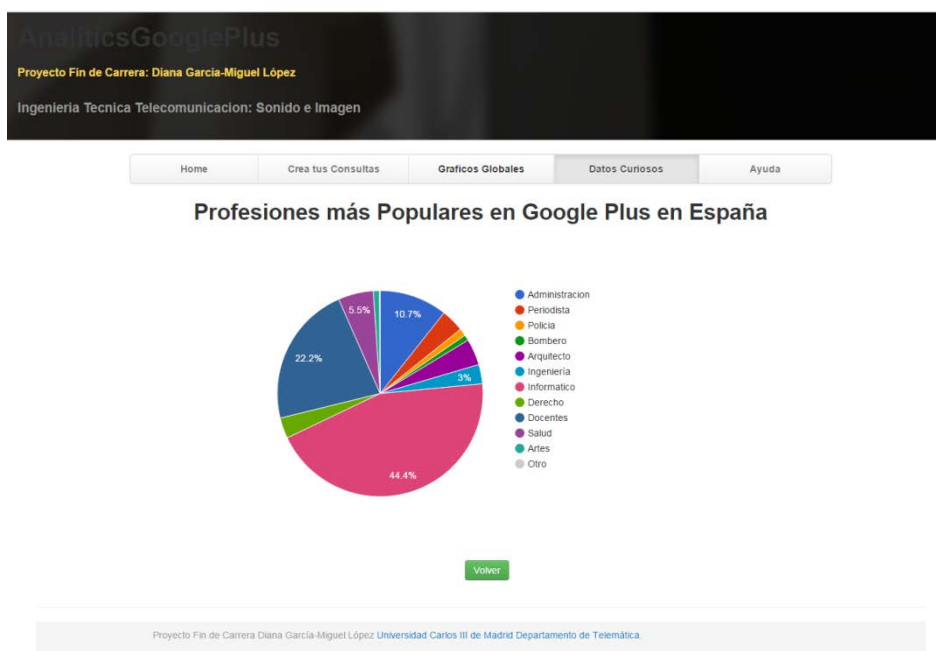 AnaliticsGooglePlus
Proyecto Fin de Carrera: Diana García-Miguel López
Ingenieria Tecnica Telecomunicacion: Sonido e Imagen
Home Crea tus Consultas Graficos Globales Datos Curiosos Ayuda
Profesiones más Populares en Google Plus en España
5.5%
10.7%
22.2%
3%
44.4%
Administracion
Periodista
Policia
Bombero
Arquitecto
Ingeniería
Informatico
Derecho
Docentes
Salud
Artes
Otro
Volver
Proyecto Fin de Carrera Diana García-Miguel López Universidad Carlos III de Madrid Departamento de Telemática.